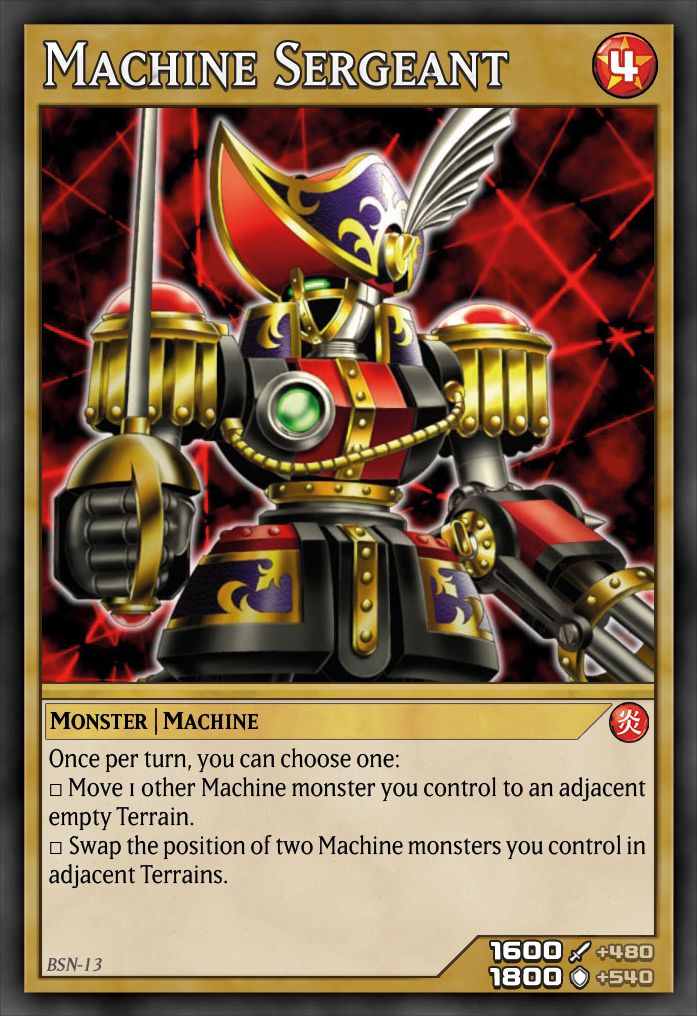 Machine Sergeant
4
Monster | Machine
炎
Once per turn, you can choose one:
□ Move 1 other Machine monster you control to an adjacent
empty Terrain.
□ Swap the position of two Machine monsters you control in
adjacent Terrains.
BSN-13
1600 +480
1800 +540